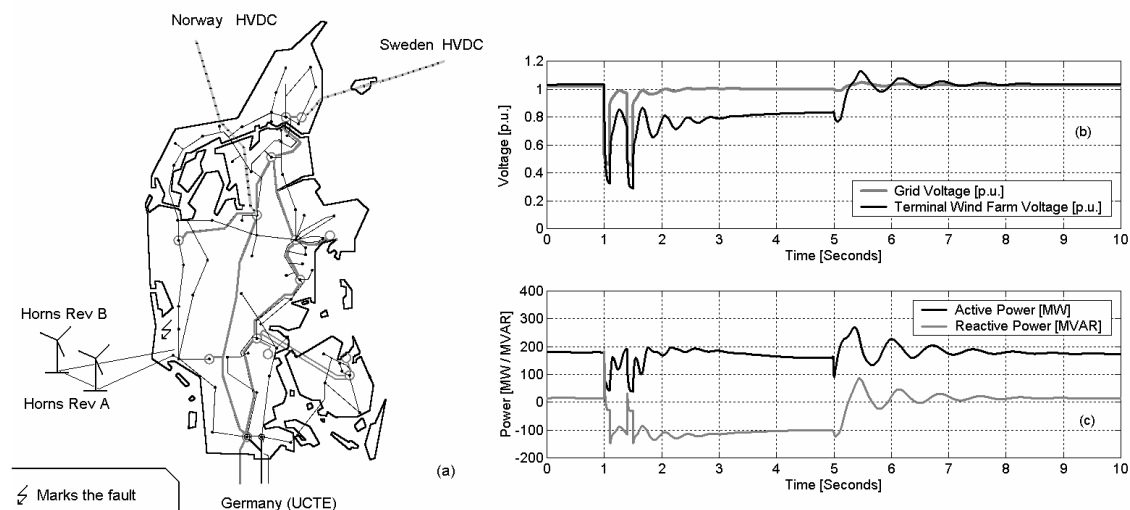 Norway HVDC
Sweden HVDC
Horns Rev B
Horns Rev A
(a)
Marks the fault
Germany (UCTE)
Voltage [p.u.]
1.2
1
0.8
0.6
0.4
0.2
0
(b)
Grid Voltage [p.u.]
Terminal Wind Farm Voltage [p.u.]
0 1 2 3 4 5 6 7 8 9 10
Time [Seconds]
Power [MW / MVAR]
400
300
200
100
0
-100
-200
Active Power [MW]
Reactive Power [MVAR]
(c)
0 1 2 3 4 5 6 7 8 9 10
Time [Seconds]